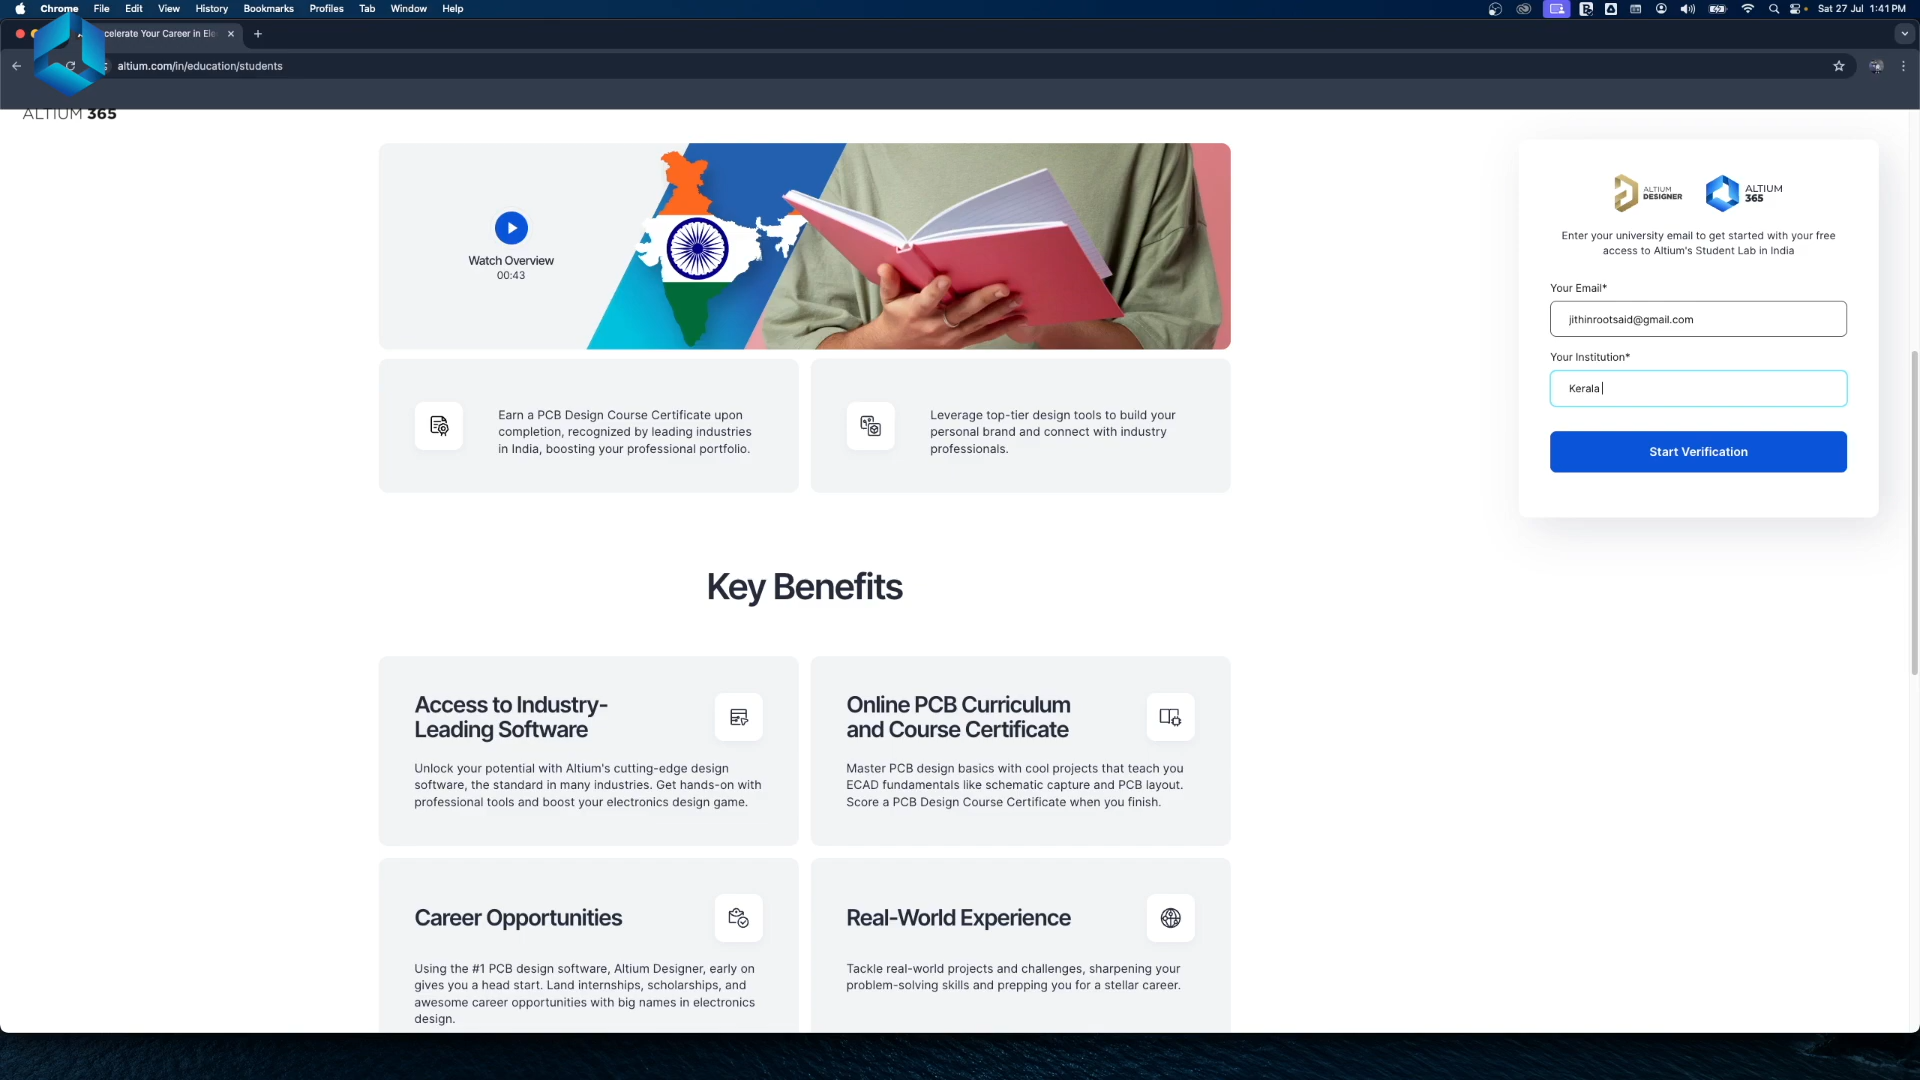 Chrome File Edit View History Bookmarks Profiles Tab Window Help
Sat 27 Jul 1:41 PM
celerate Your Career in Ele
altium.com/in/education/students
ALTIUM 365
Watch Overview
00:43
Earn a PCB Design Course Certificate upon
completion, recognized by leading industries
in India, boosting your professional portfolio.
Leverage top-tier design tools to build your
personal brand and connect with industry
professionals.
Key Benefits
Access to Industry-
Leading Software
Unlock your potential with Altium's cutting-edge design
software, the standard in many industries. Get hands-on with
professional tools and boost your electronics design game.
Online PCB Curriculum
and Course Certificate
Master PCB design basics with cool projects that teach you
ECAD fundamentals like schematic capture and PCB layout.
Score a PCB Design Course Certificate when you finish.
Career Opportunities
Using the #1 PCB design software, Altium Designer, early on
gives you a head start. Land internships, scholarships, and
awesome career opportunities with big names in electronics
design.
Real-World Experience
Tackle real-world projects and challenges, sharpening your
problem-solving skills and prepping you for a stellar career.
ALTIUM
DESIGNER
ALTIUM
365
Enter your university email to get started with your free
access to Altium's Student Lab in India
Your Email*
jithinrootsaid@gmail.com
Your Institution*
Kerala
Start Verification